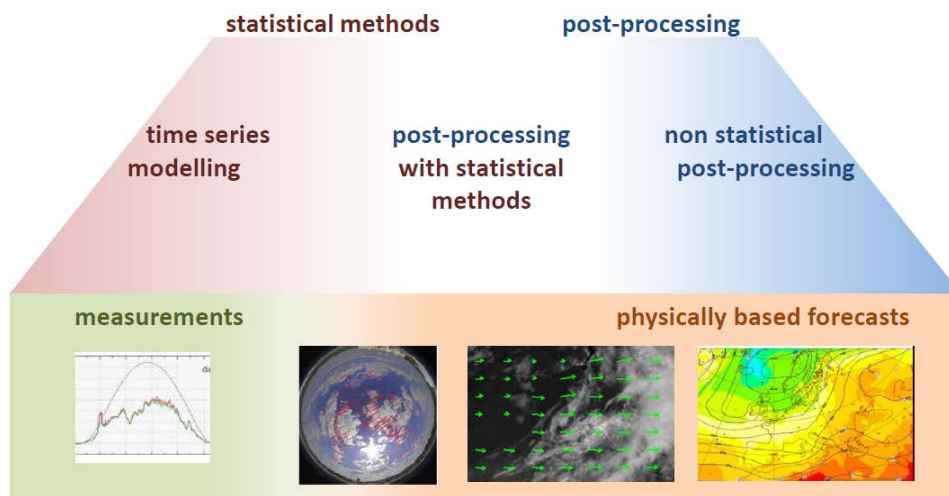 statistical methods
post-processing
time series
modelling
post-processing
with statistical
methods
non statistical
post-processing
measurements
physically based forecasts